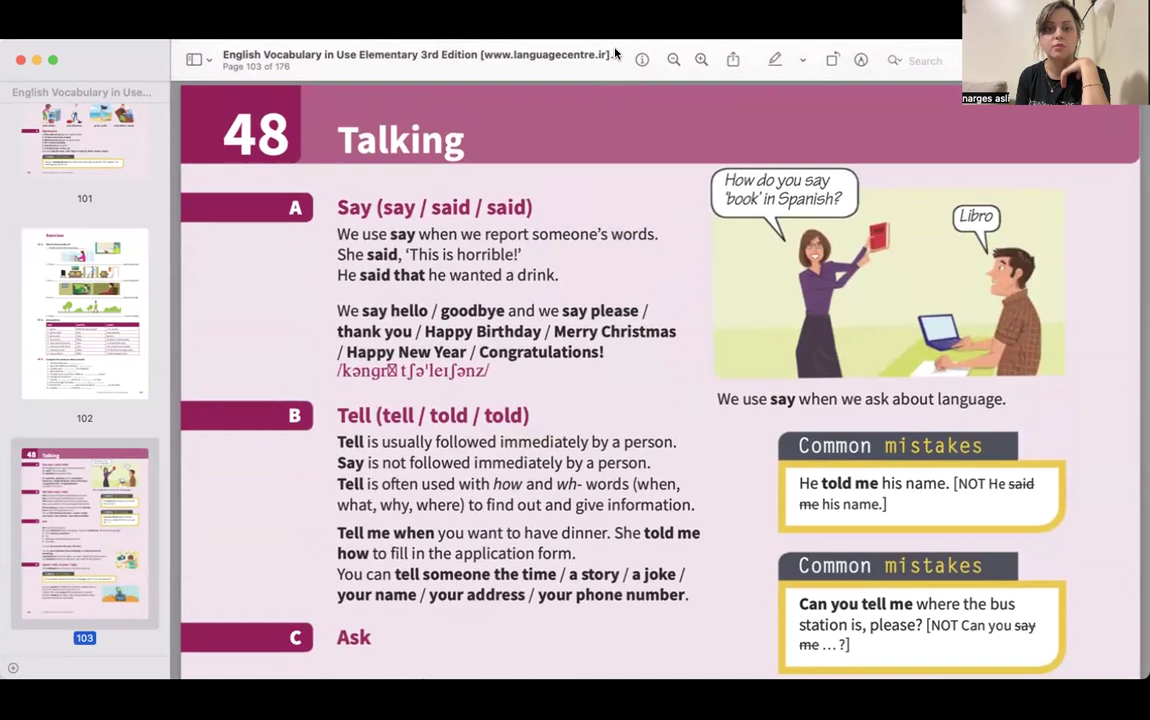 English Vocabulary in Use Elementary 3rd Edition [www.languagecentre.ir]...
Page 103 of 176
Search
narges asli
English Vocabulary in Use...
101
102
48 Talking
103
48 Talking
A
Say (say / said / said)
We use say when we report someone's words.
She said, 'This is horrible!'
He said that he wanted a drink.
We say hello / goodbye and we say please /
thank you / Happy Birthday / Merry Christmas
/ Happy New Year / Congratulations!
/kəngr tʃəˈleɪʃənz/
B
Tell (tell / told / told)
Tell is usually followed immediately by a person.
Say is not followed immediately by a person.
Tell is often used with how and wh- words (when,
what, why, where) to find out and give information.
Tell me when you want to have dinner. She told me
how to fill in the application form.
You can tell someone the time / a story / a joke /
your name / your address / your phone number.
C
Ask
How do you say
'book' in Spanish?
Libro
We use say when we ask about language.
Common mistakes
He told me his name. [NOT He said
me his name.]
Common mistakes
Can you tell me where the bus
station is, please? [NOT Can you say
me ... ?]